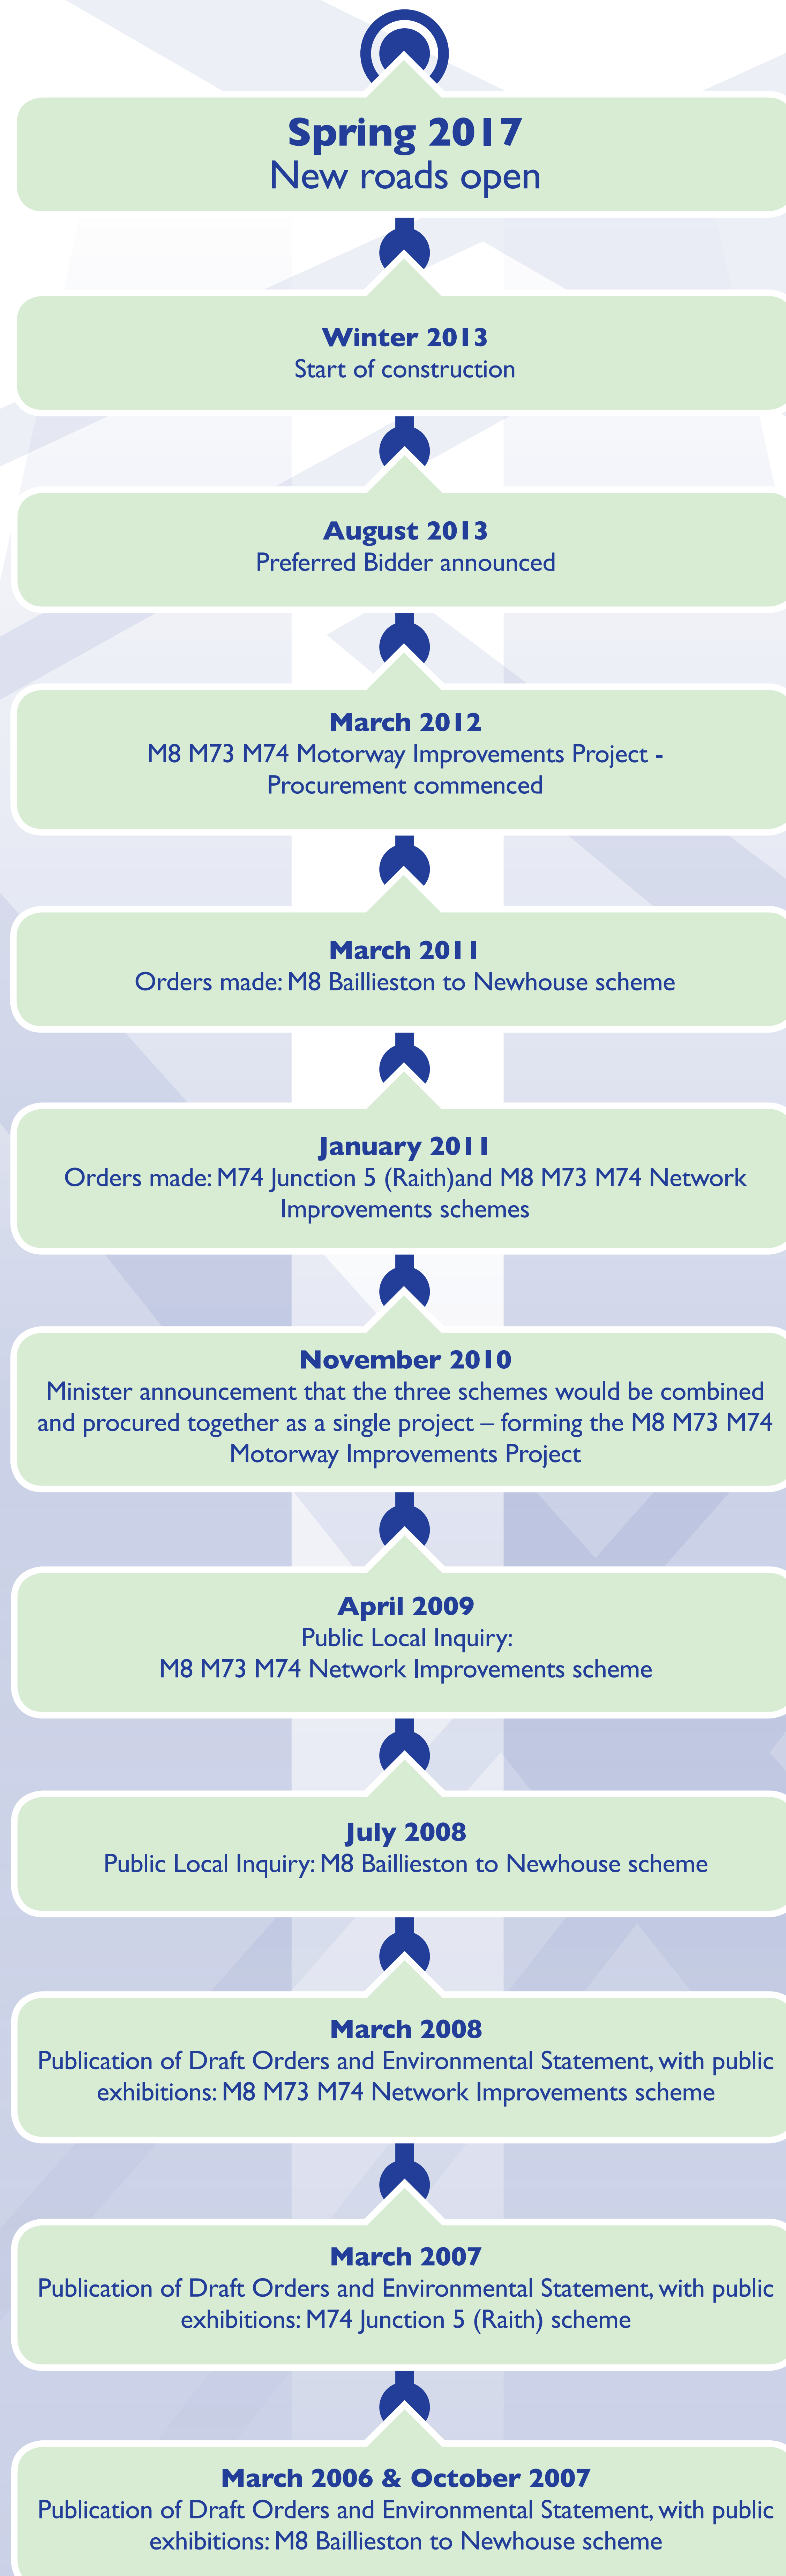 Spring 2017
New roads open
Winter 2013
Start of construction
August 2013
Preferred Bidder announced
March 2012
M8 M73 M74 Motorway Improvements Project -
Procurement commenced
March 2011
Orders made: M8 Baillieston to Newhouse scheme
January 2011
Orders made: M74 Junction 5 (Raith)and M8 M73 M74 Network
Improvements schemes
November 2010
Minister announcement that the three schemes would be combined
and procured together as a single project – forming the M8 M73 M74
Motorway Improvements Project
April 2009
Public Local Inquiry:
M8 M73 M74 Network Improvements scheme
July 2008
Public Local Inquiry: M8 Baillieston to Newhouse scheme
March 2008
Publication of Draft Orders and Environmental Statement, with public
exhibitions: M8 M73 M74 Network Improvements scheme
March 2007
Publication of Draft Orders and Environmental Statement, with public
exhibitions: M74 Junction 5 (Raith) scheme
March 2006 & October 2007
Publication of Draft Orders and Environmental Statement, with public
exhibitions: M8 Baillieston to Newhouse scheme